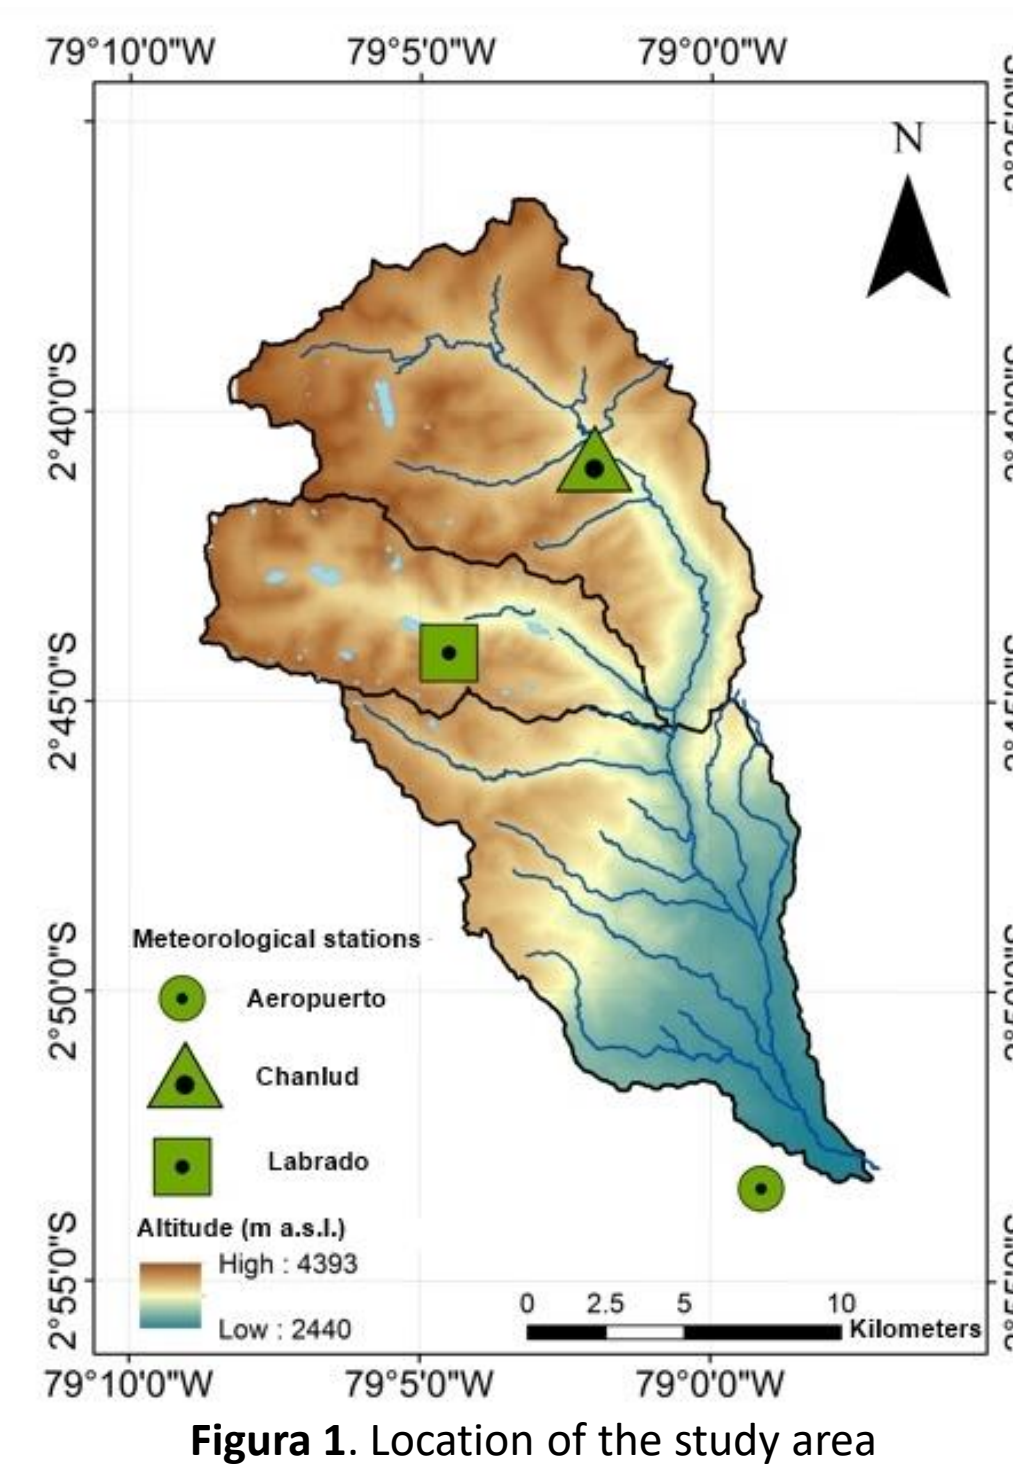 79°10'0"W 79°5'0"W 79°0'0"W
N
2°40'0"S
2°45'0"S
2°50'0"S
2°55'0"S
Meteorological stations
Aeropuerto
Chanlud
Labrado
Altitude (m a.s.l.)
High : 4393
Low : 2440
0 2.5 5 10
Kilometers
79°10'0"W 79°5'0"W 79°0'0"W
Figura 1. Location of the study area